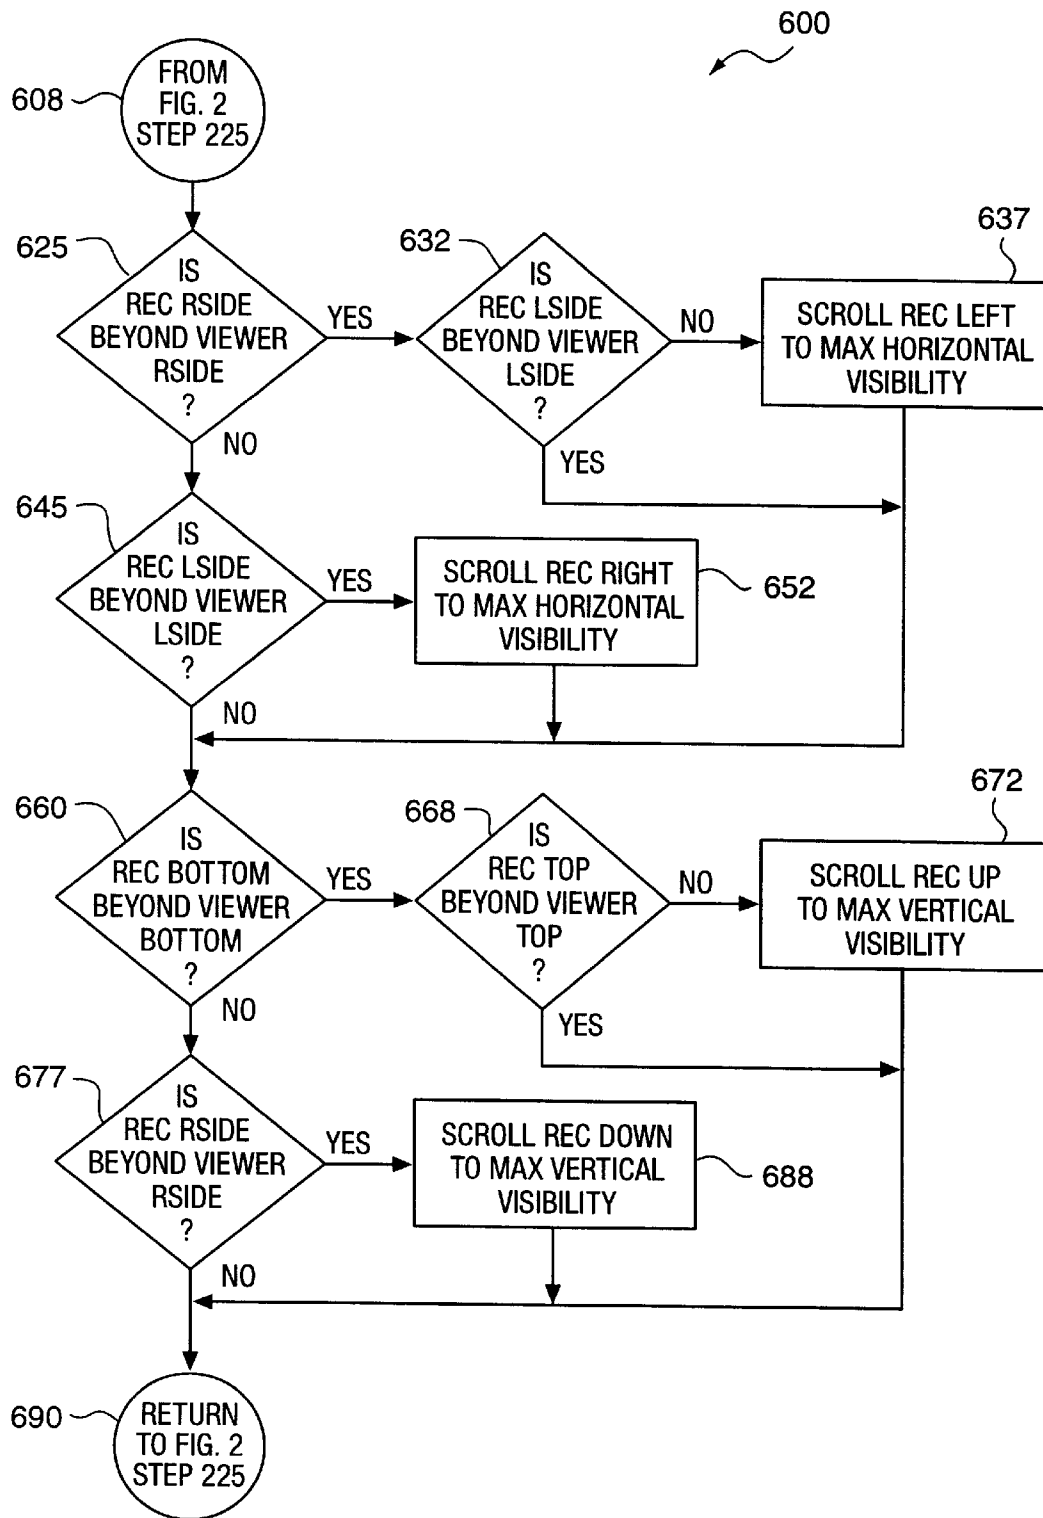 600
608
FROM
FIG. 2
STEP 225
625
IS
REC RSIDE
BEYOND VIEWER
RSIDE
?
YES
NO
632
IS
REC LSIDE
BEYOND VIEWER
LSIDE
?
NO
YES
637
SCROLL REC LEFT
TO MAX HORIZONTAL
VISIBILITY
645
IS
REC LSIDE
BEYOND VIEWER
LSIDE
?
YES
NO
SCROLL REC RIGHT
TO MAX HORIZONTAL
VISIBILITY
652
660
IS
REC BOTTOM
BEYOND VIEWER
BOTTOM
?
YES
NO
668
IS
REC TOP
BEYOND VIEWER
TOP
?
NO
YES
672
SCROLL REC UP
TO MAX VERTICAL
VISIBILITY
677
IS
REC RSIDE
BEYOND VIEWER
RSIDE
?
YES
NO
SCROLL REC DOWN
TO MAX VERTICAL
VISIBILITY
688
690
RETURN
TO FIG. 2
STEP 225